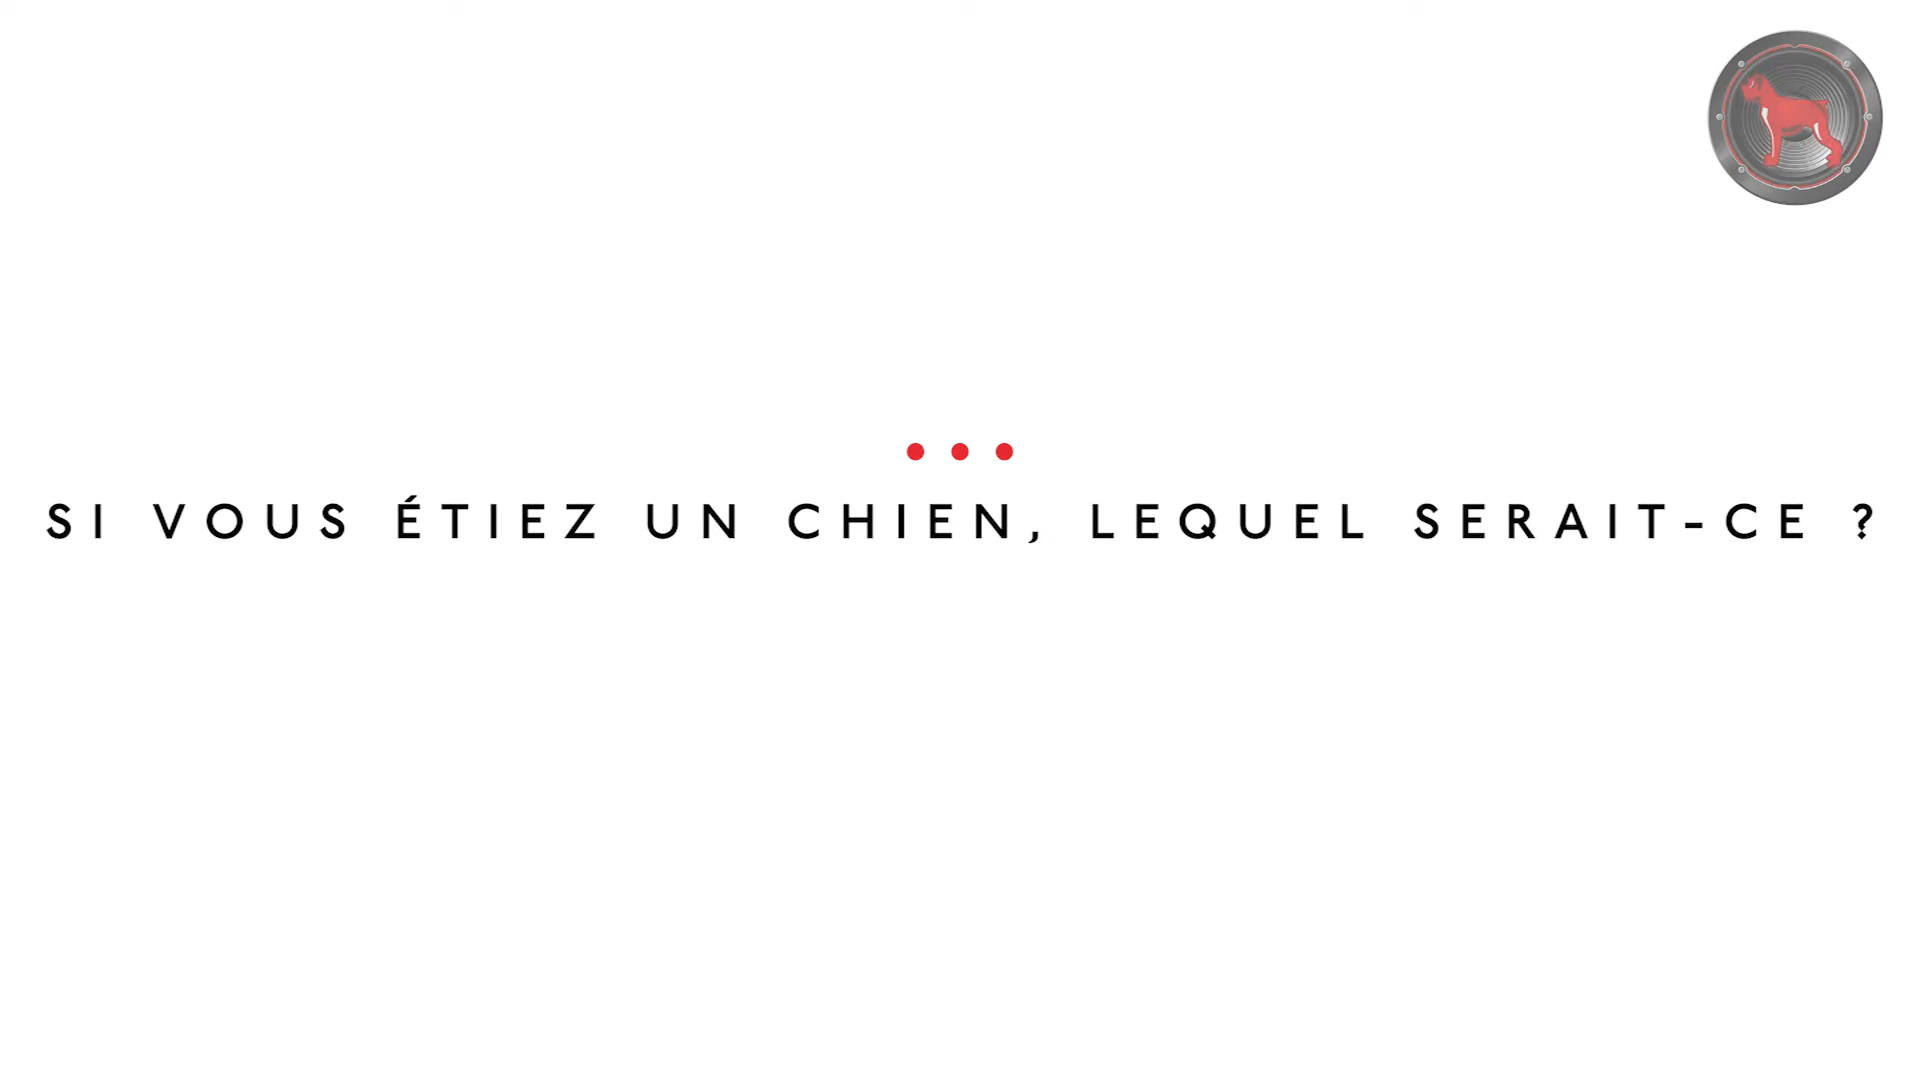 SI VOUS ÉTIEZ UN CHIEN, LEQUEL SERAIT-CE ?